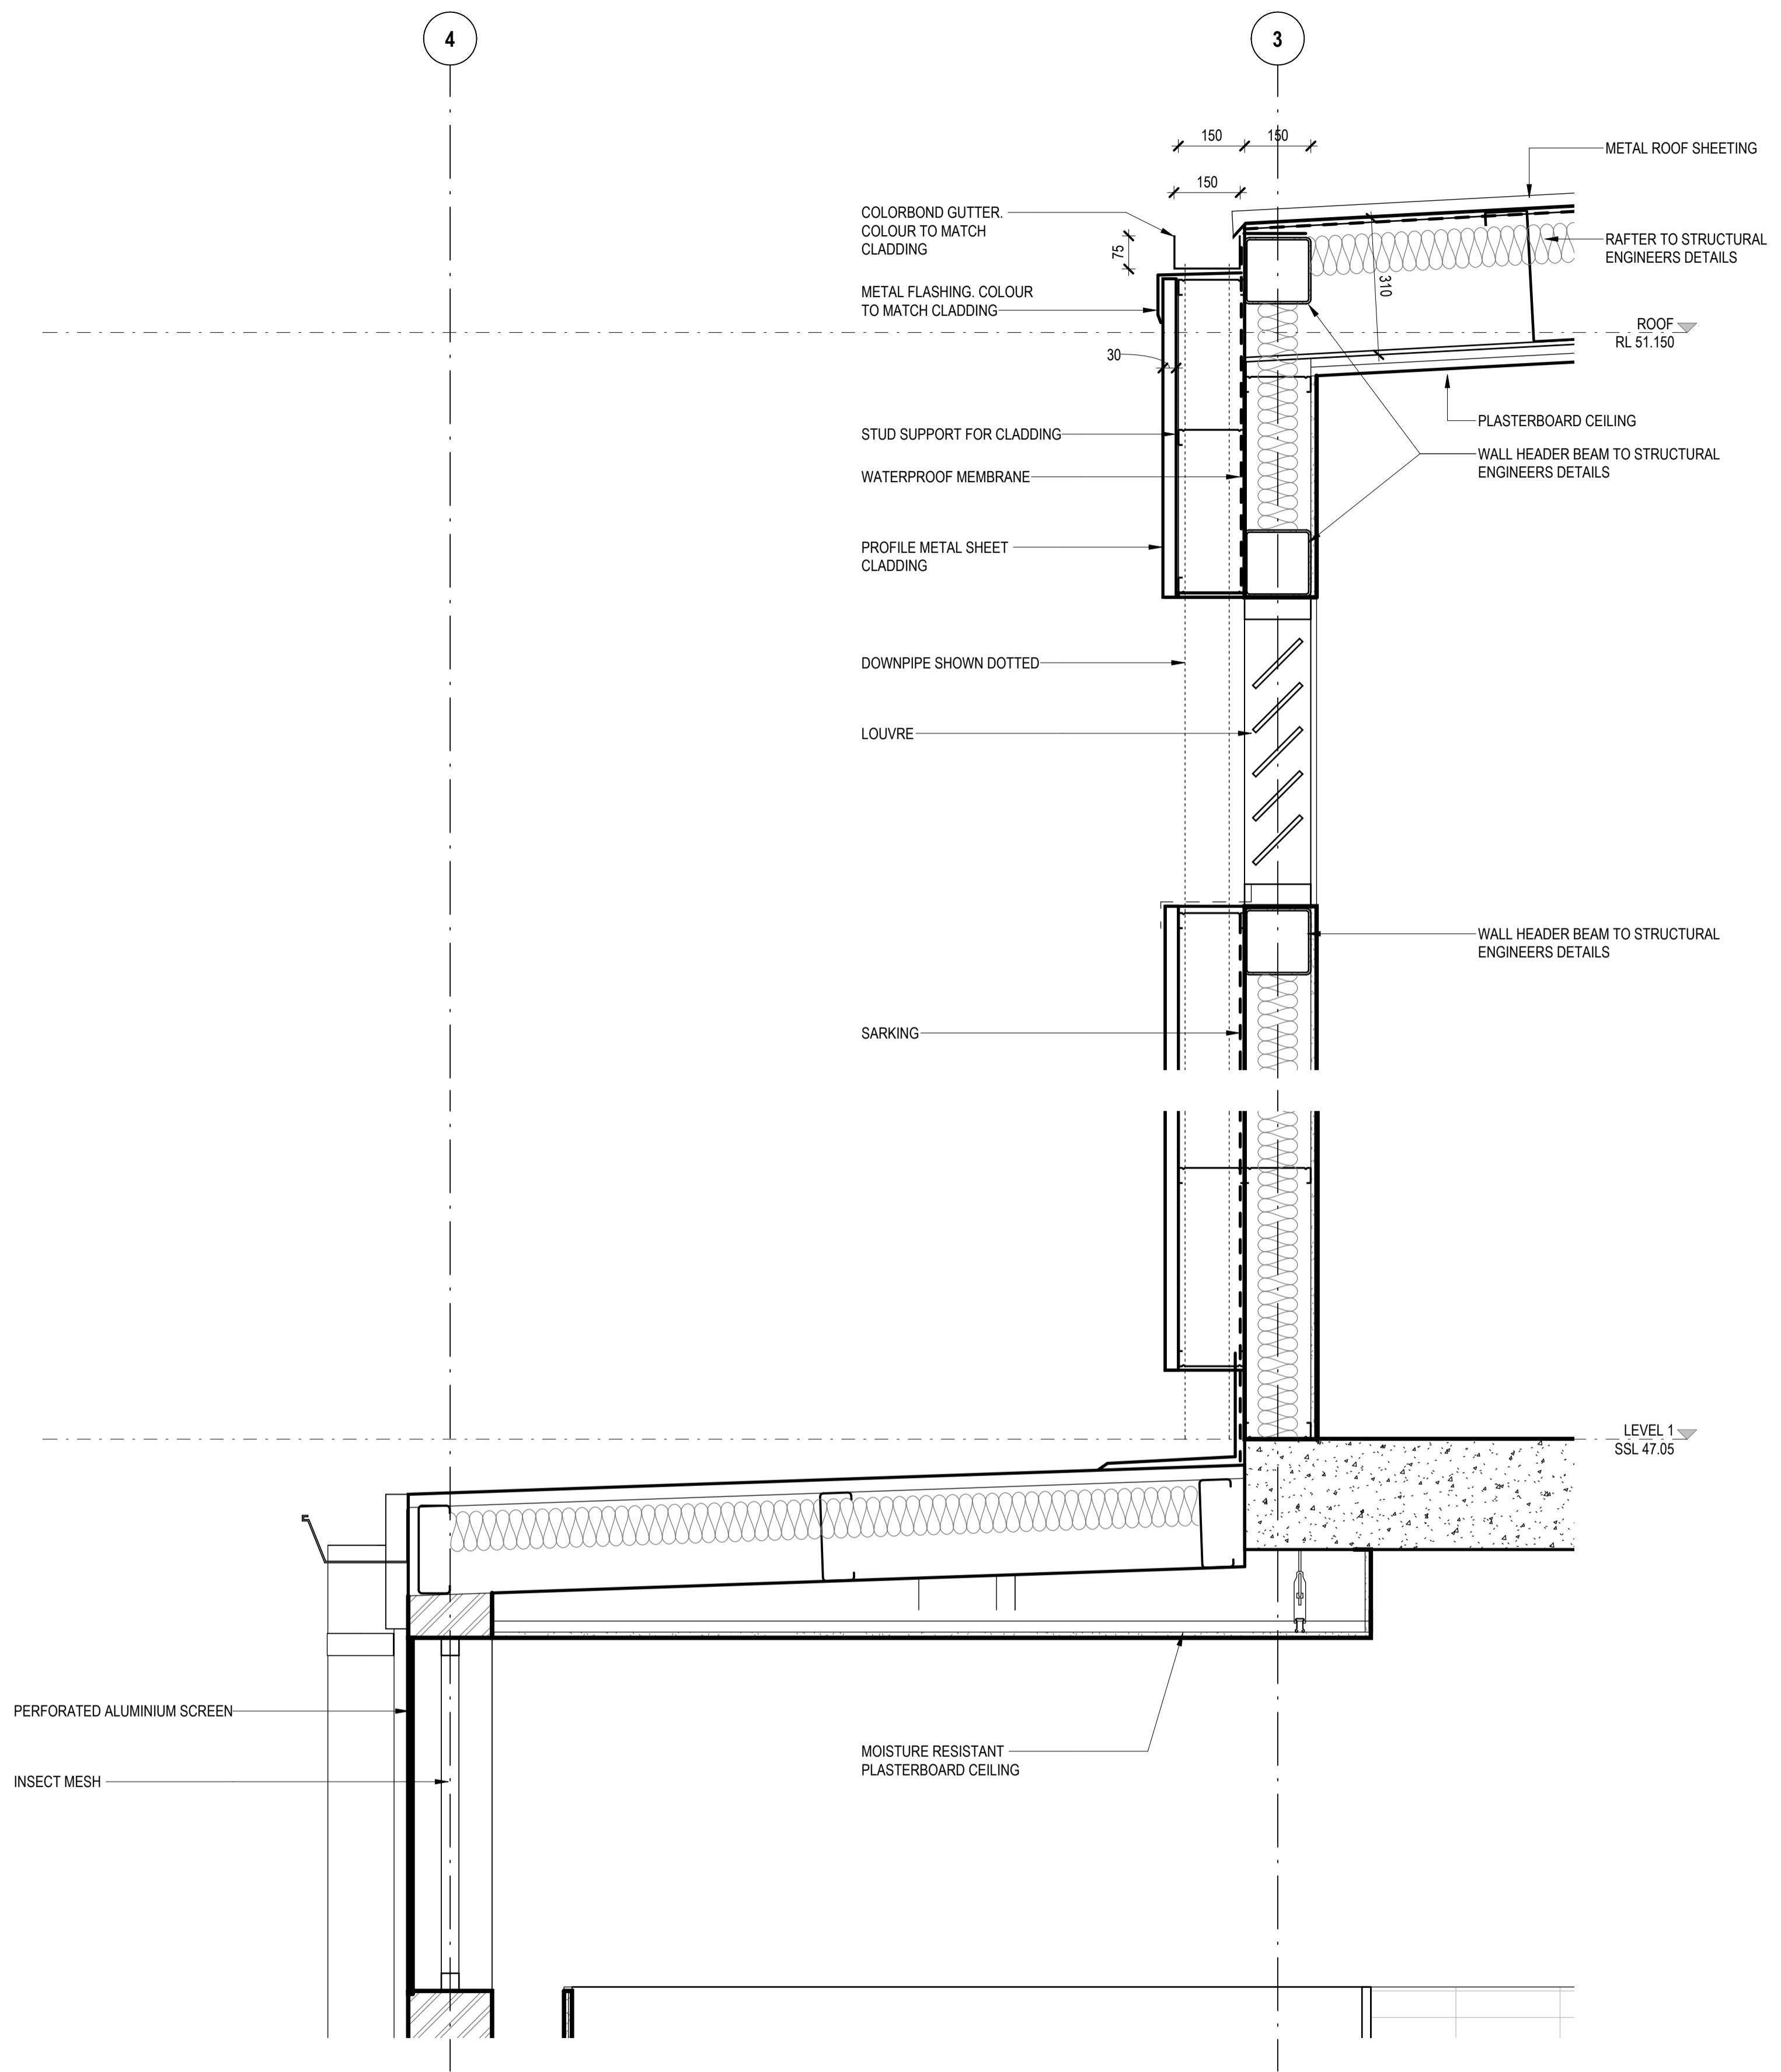 4
3
150
150
METAL ROOF SHEETING
150
COLORBOND GUTTER.
COLOUR TO MATCH
CLADDING
75
RAFTER TO STRUCTURAL
ENGINEERS DETAILS
310
METAL FLASHING. COLOUR
TO MATCH CLADDING
ROOF
RL 51.150
30
PLASTERBOARD CEILING
STUD SUPPORT FOR CLADDING
WALL HEADER BEAM TO STRUCTURAL
ENGINEERS DETAILS
WATERPROOF MEMBRANE
PROFILE METAL SHEET
CLADDING
DOWNPIPE SHOWN DOTTED
LOUVRE
WALL HEADER BEAM TO STRUCTURAL
ENGINEERS DETAILS
SARKING
LEVEL 1
SSL 47.05
PERFORATED ALUMINIUM SCREEN
MOISTURE RESISTANT
PLASTERBOARD CEILING
INSECT MESH